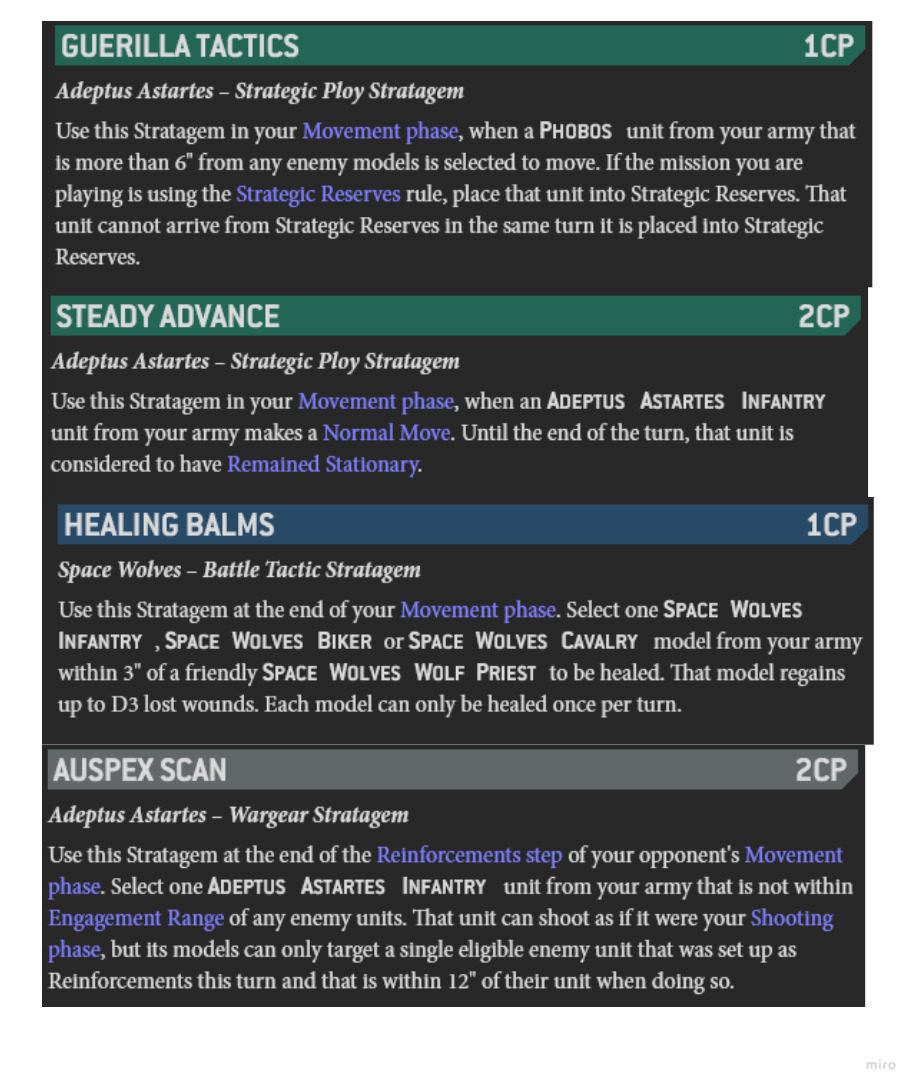 GUERILLA TACTICS 1CP
Adeptus Astartes – Strategic Ploy Stratagem
Use this Stratagem in your Movement phase, when a PHOBOS unit from your army that
is more than 6" from any enemy models is selected to move. If the mission you are
playing is using the Strategic Reserves rule, place that unit into Strategic Reserves. That
unit cannot arrive from Strategic Reserves in the same turn it is placed into Strategic
Reserves.
STEADY ADVANCE 2CP
Adeptus Astartes – Strategic Ploy Stratagem
Use this Stratagem in your Movement phase, when an ADEPTUS ASTARTES INFANTRY
unit from your army makes a Normal Move. Until the end of the turn, that unit is
considered to have Remained Stationary.
HEALING BALMS 1CP
Space Wolves – Battle Tactic Stratagem
Use this Stratagem at the end of your Movement phase. Select one SPACE WOLVES
INFANTRY , SPACE WOLVES BIKER or SPACE WOLVES CAVALRY model from your army
within 3" of a friendly SPACE WOLVES WOLF PRIEST to be healed. That model regains
up to D3 lost wounds. Each model can only be healed once per turn.
AUSPEX SCAN 2CP
Adeptus Astartes – Wargear Stratagem
Use this Stratagem at the end of the Reinforcements step of your opponent's Movement
phase. Select one ADEPTUS ASTARTES INFANTRY unit from your army that is not within
Engagement Range of any enemy units. That unit can shoot as if it were your Shooting
phase, but its models can only target a single eligible enemy unit that was set up as
Reinforcements this turn and that is within 12" of their unit when doing so.
miro